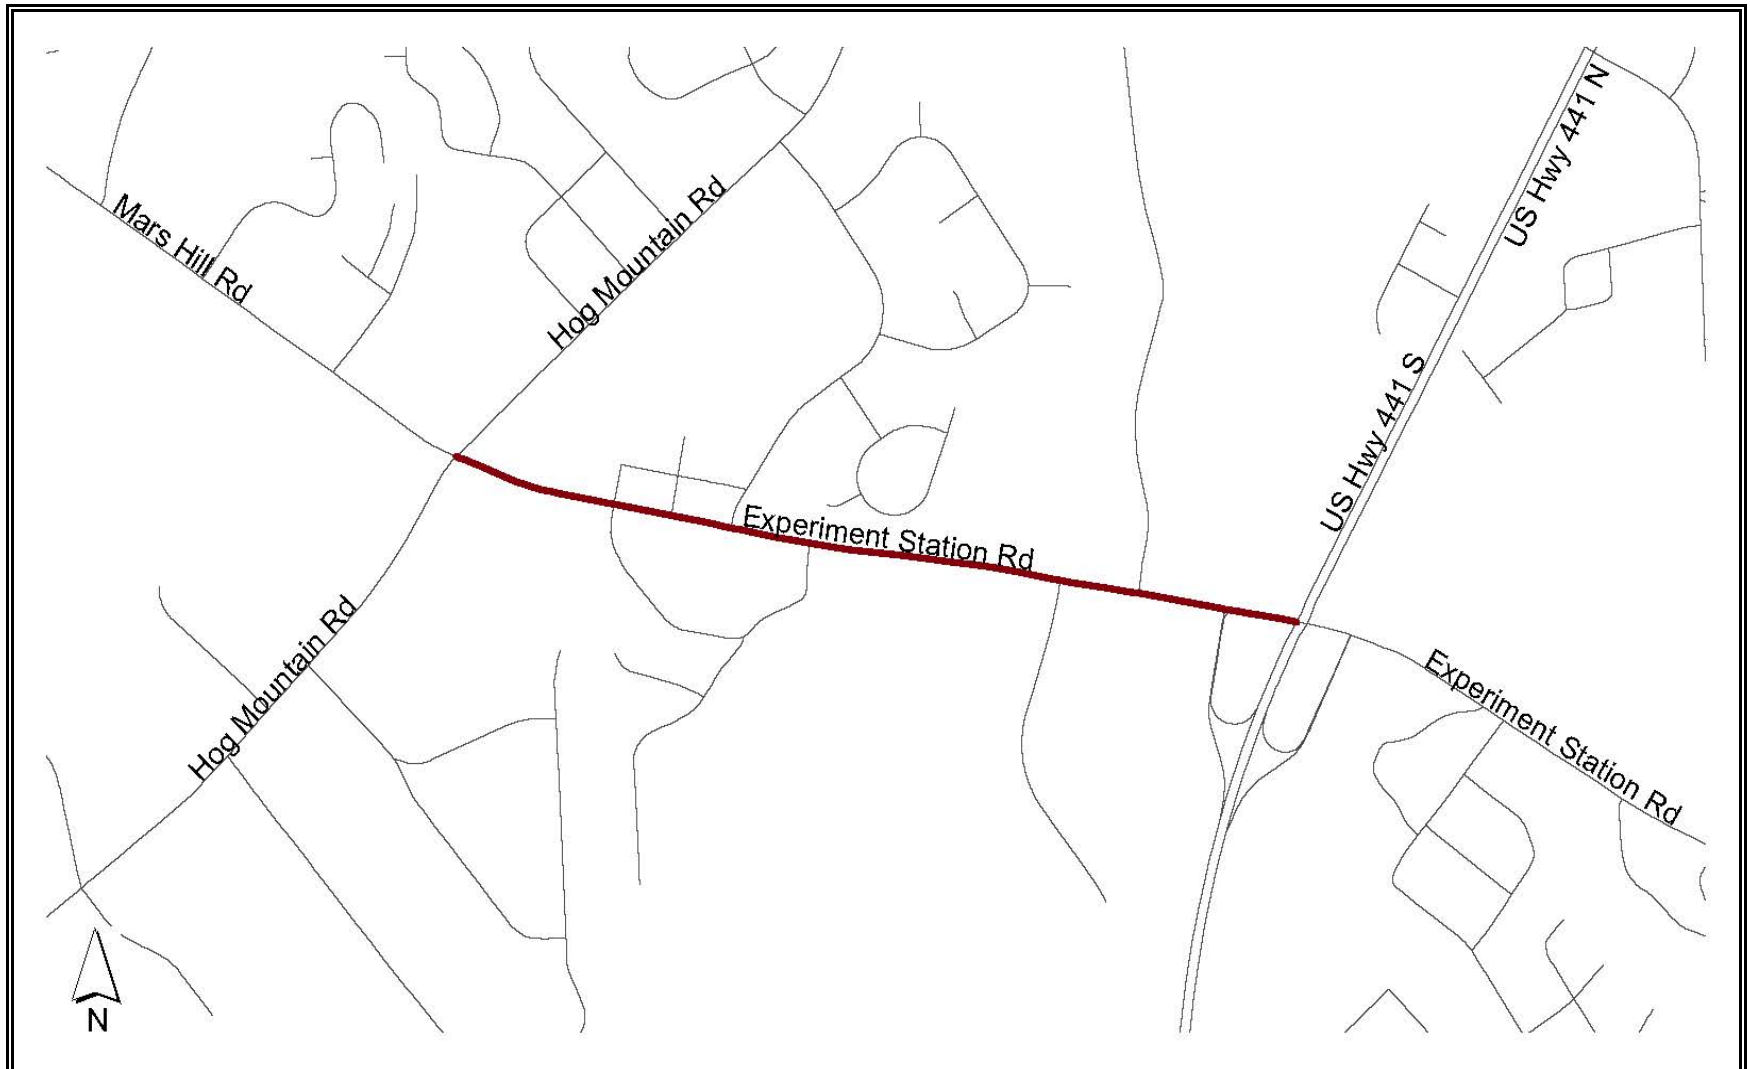 US Hwy 441 N
Mars Hill Rd
Hog Mountain Rd
US Hwy 441 S
Experiment Station Rd
Hog Mountain Rd
Experiment Station Rd
N